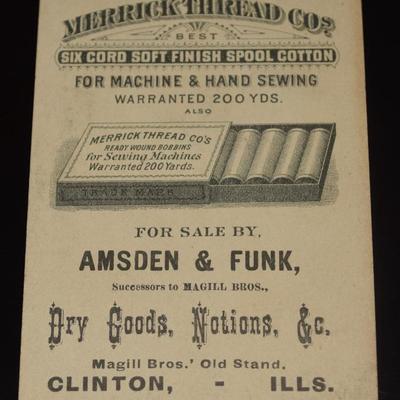 MERRICK THREAD CO'S
BEST
SIX CORD SOFT FINISH SPOOL COTTON
FOR MACHINE & HAND SEWING
WARRANTED 200 YDS.
ALSO
MERRICK THREAD CO'S
READY WOUND BOBBINS
for Sewing Machines
Warranted 200 Yards.
TRADE MARK
FOR SALE BY,
AMSDEN & FUNK,
Successors to MAGILL BROS.,
Dry Goods, Notions, &c.
Magill Bros.' Old Stand.
CLINTON, - ILLS.